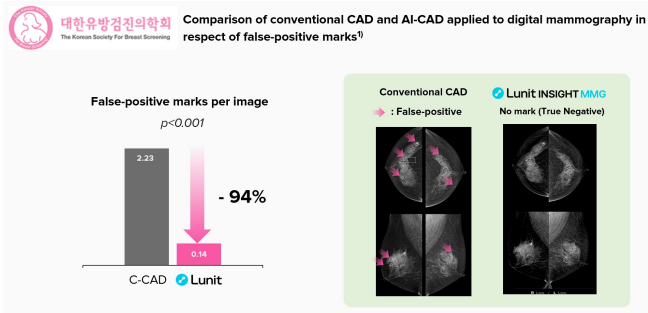 대한유방검진의학회
The Korean Society For Breast Screening
Comparison of conventional CAD and AI-CAD applied to digital mammography in
respect of false-positive marks1)
False-positive marks per image
p<0.001
2.23
- 94%
0.14
C-CAD
Lunit
Conventional CAD
: False-positive
Lunit INSIGHT MMG
No mark (True Negative)